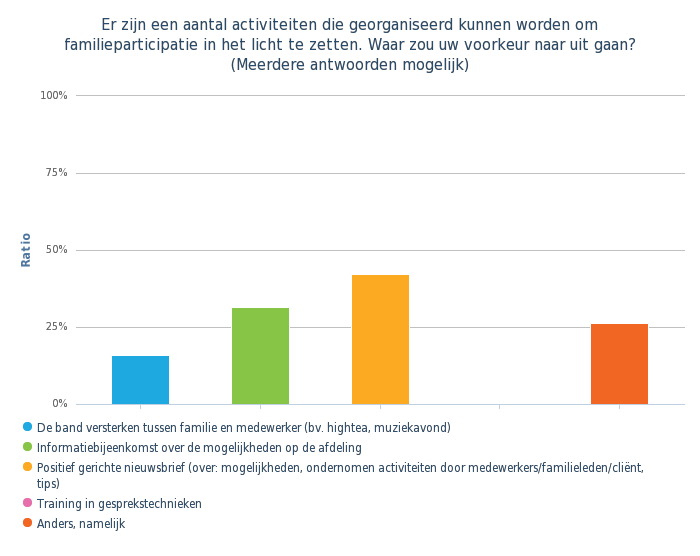 Er zijn een aantal activiteiten die georganiseerd kunnen worden om
familieparticipatie in het licht te zetten. Waar zou uw voorkeur naar uit gaan?
(Meerdere antwoorden mogelijk)
100%
75%
50%
25%
0%
Ratio
De band versterken tussen familie en medewerker (bv. hightea, muziekavond)
Informatiebijeenkomst over de mogelijkheden op de afdeling
Positief gerichte nieuwsbrief (over: mogelijkheden, ondernomen activiteiten door medewerkers/familieleden/cliënt,
tips)
Training in gesprekstechnieken
Anders, namelijk